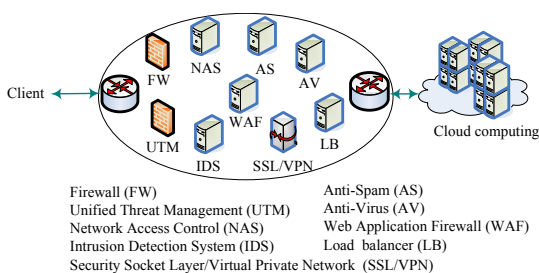 NAS
AS
AV
FW
Client
WAF
Cloud computing
UTM
IDS
SSL/VPN
LB
Firewall (FW)
Anti-Spam (AS)
Unified Threat Management (UTM)
Anti-Virus (AV)
Network Access Control (NAS)
Web Application Firewall (WAF)
Intrusion Detection System (IDS)
Load balancer (LB)
Security Socket Layer/Virtual Private Network (SSL/VPN)